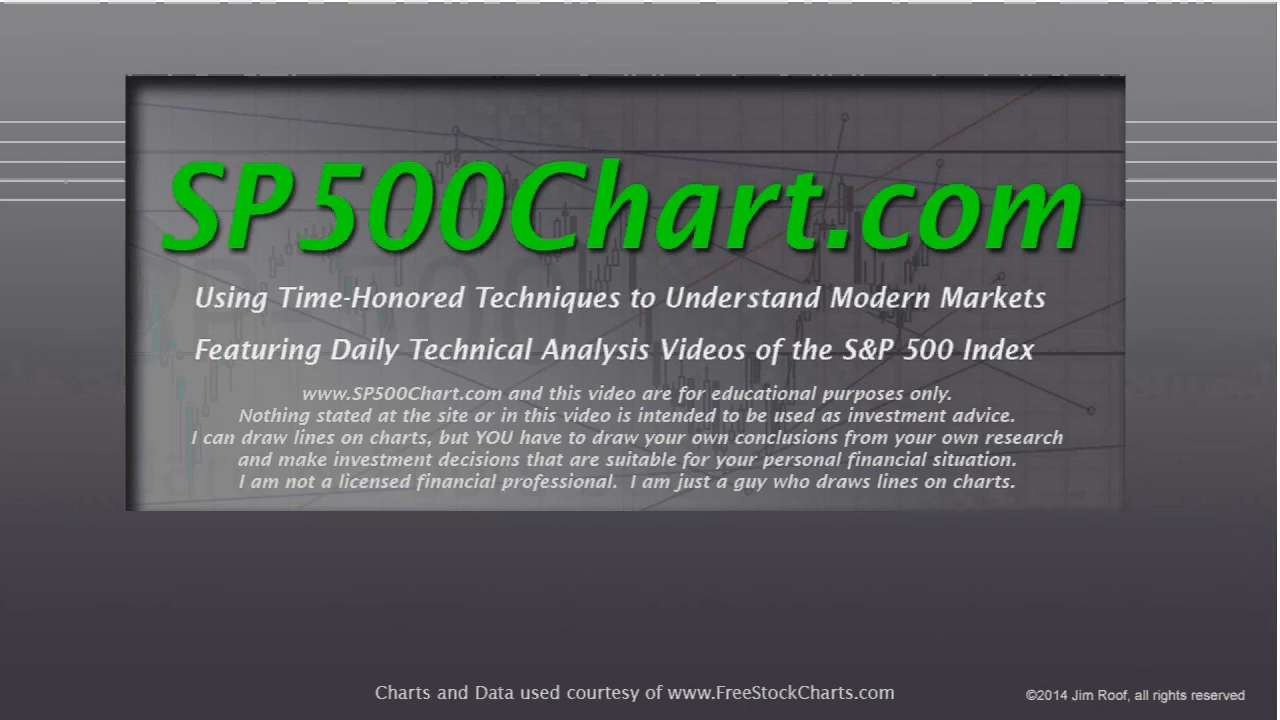 SP500Chart.com
Using Time-Honored Techniques to Understand Modern Markets
Featuring Daily Technical Analysis Videos of the S&P 500 Index
www.SP500Chart.com and this video are for educational purposes only.
Nothing stated at the site or in this video is intended to be used as investment advice.
I can draw lines on charts, but YOU have to draw your own conclusions from your own research
and make investment decisions that are suitable for your personal financial situation.
I am not a licensed financial professional.  I am just a guy who draws lines on charts.
Charts and Data used courtesy of www.FreeStockCharts.com
©2014 Jim Roof, all rights reserved